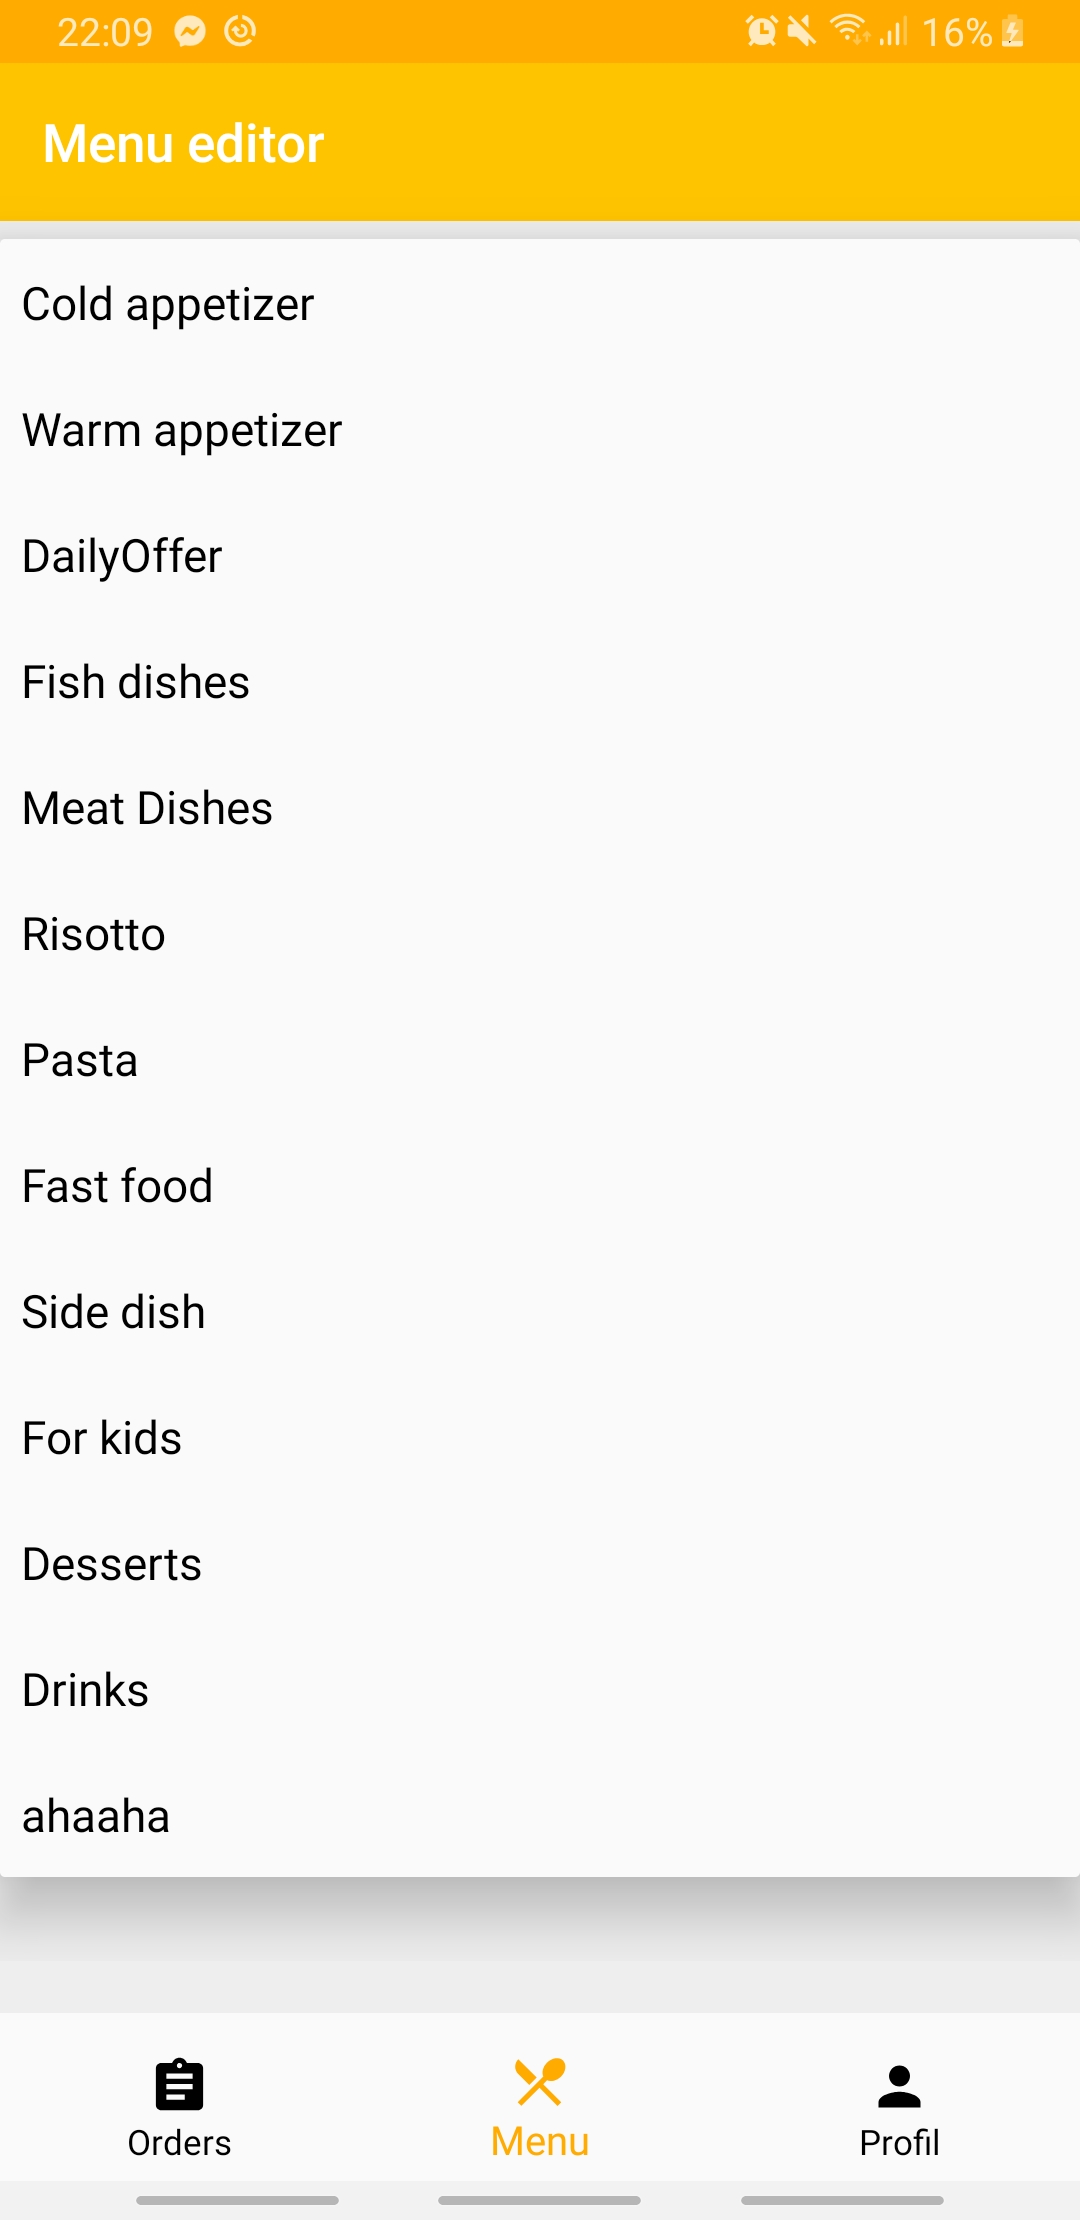 22:09 16%
Menu editor
Cold appetizer
Warm appetizer
DailyOffer
Fish dishes
Meat Dishes
Risotto
Pasta
Fast food
Side dish
For kids
Desserts
Drinks
ahaaha
Orders Menu Profil